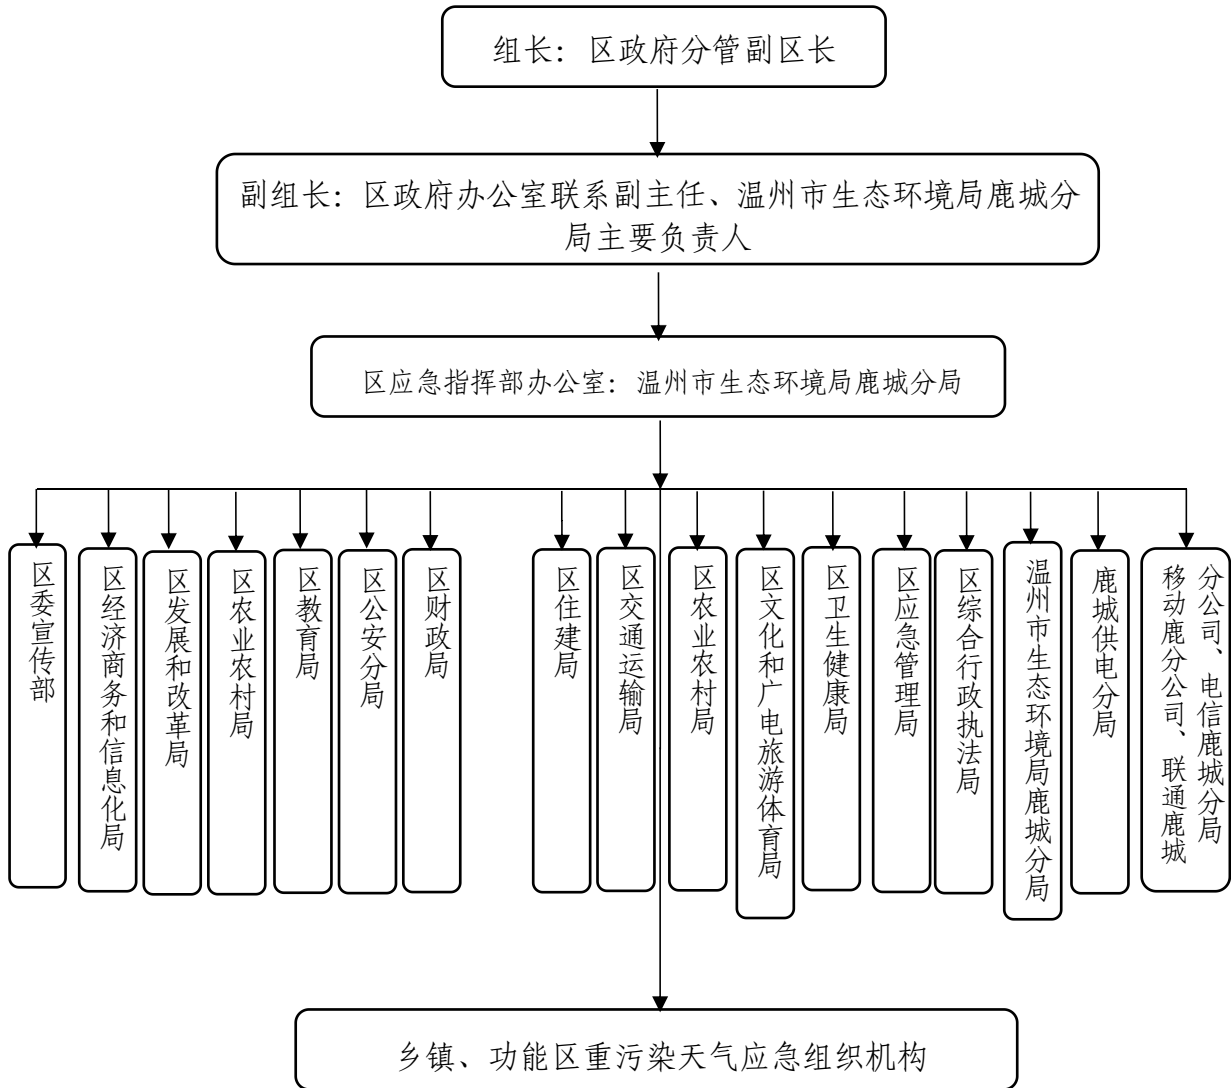 组长：区政府分管副区长
副组长：区政府办公室联系副主任、温州市生态环境局鹿城分
局主要负责人
区应急指挥部办公室：温州市生态环境局鹿城分局
区委宣传部
区经济商务和信息化局
区发展和改革局
区农业农村局
区教育局
区公安分局
区财政局
区住建局
区交通运输局
区农业农村局
区文化和广电旅游体育局
区卫生健康局
区应急管理局
区综合行政执法局
温州市生态环境局鹿城分局
鹿城供电分局
移动鹿分公司、联通鹿城
分公司、电信鹿城分局
乡镇、功能区重污染天气应急组织机构